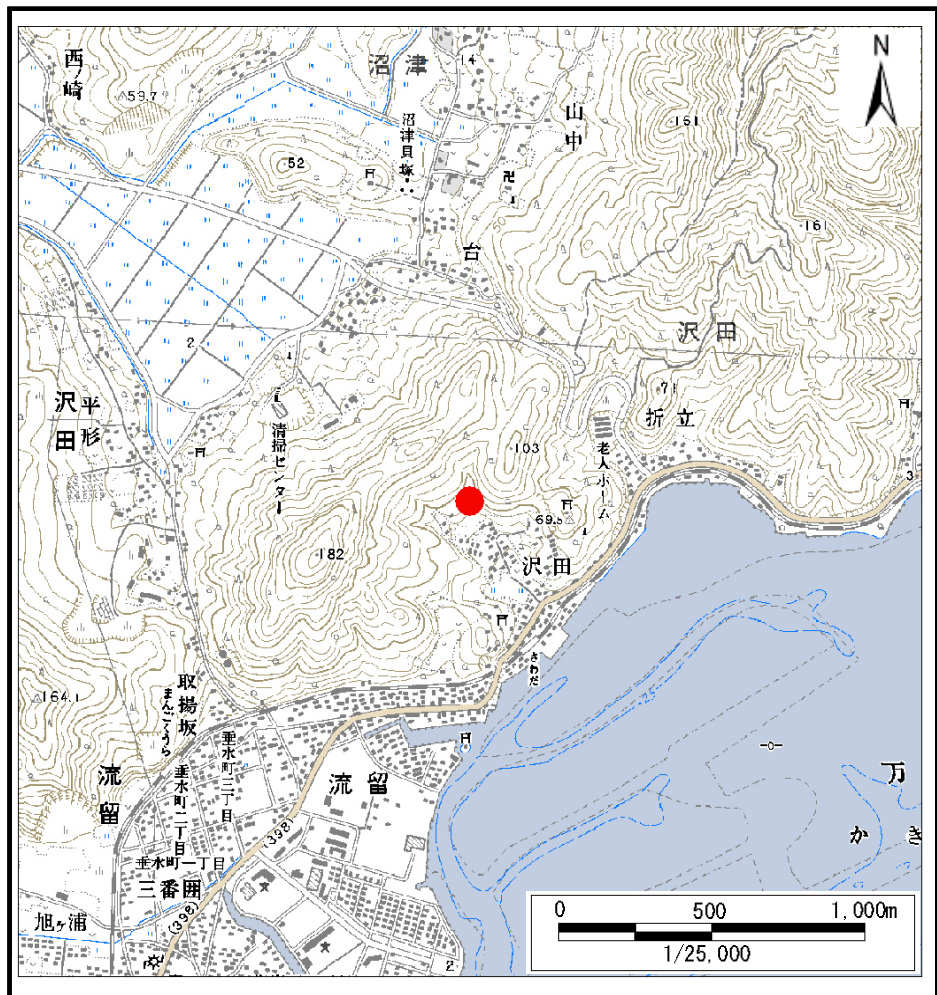 西ノ崎
59.7
沼津
14
山中
161
N
沼津貝塚
52
台
161
2
沢田
沢田
平形
清掃センター
71
折立
老人ホーム
103
69.5
3
182
沢田
さわだ
164.1
取揚坂
まんごくうら
垂水町三丁目
流留
垂水町二丁目
流留
万
かき
垂水町一丁目
(398)
三番囲
旭ヶ浦
(398)
2
0 500 1,000m
1/25,000